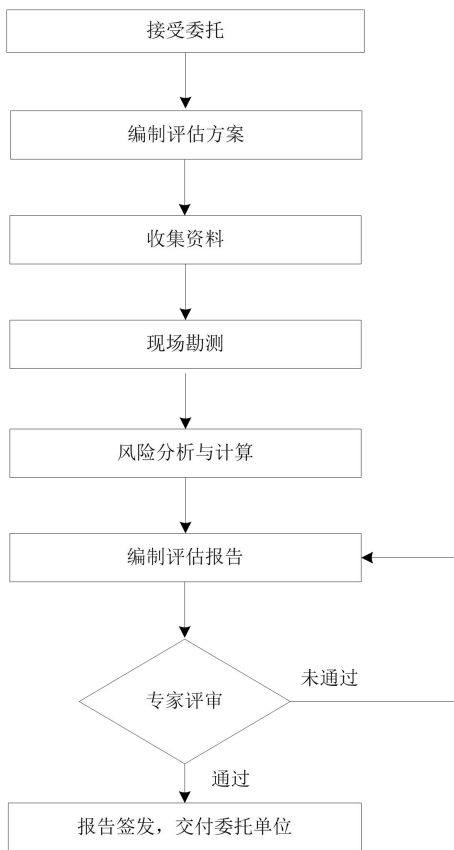 接受委托
编制评估方案
收集资料
现场勘测
风险分析与计算
编制评估报告
专家评审
未通过
通过
报告签发，交付委托单位